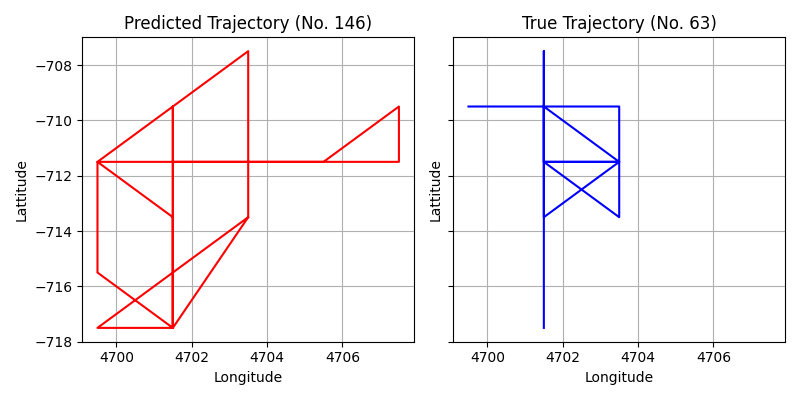 Predicted Trajectory (No. 146)
Lattitude
−708
−710
−712
−714
−716
−718
4700 4702 4704 4706
Longitude
True Trajectory (No. 63)
Lattitude
4700 4702 4704 4706
Longitude